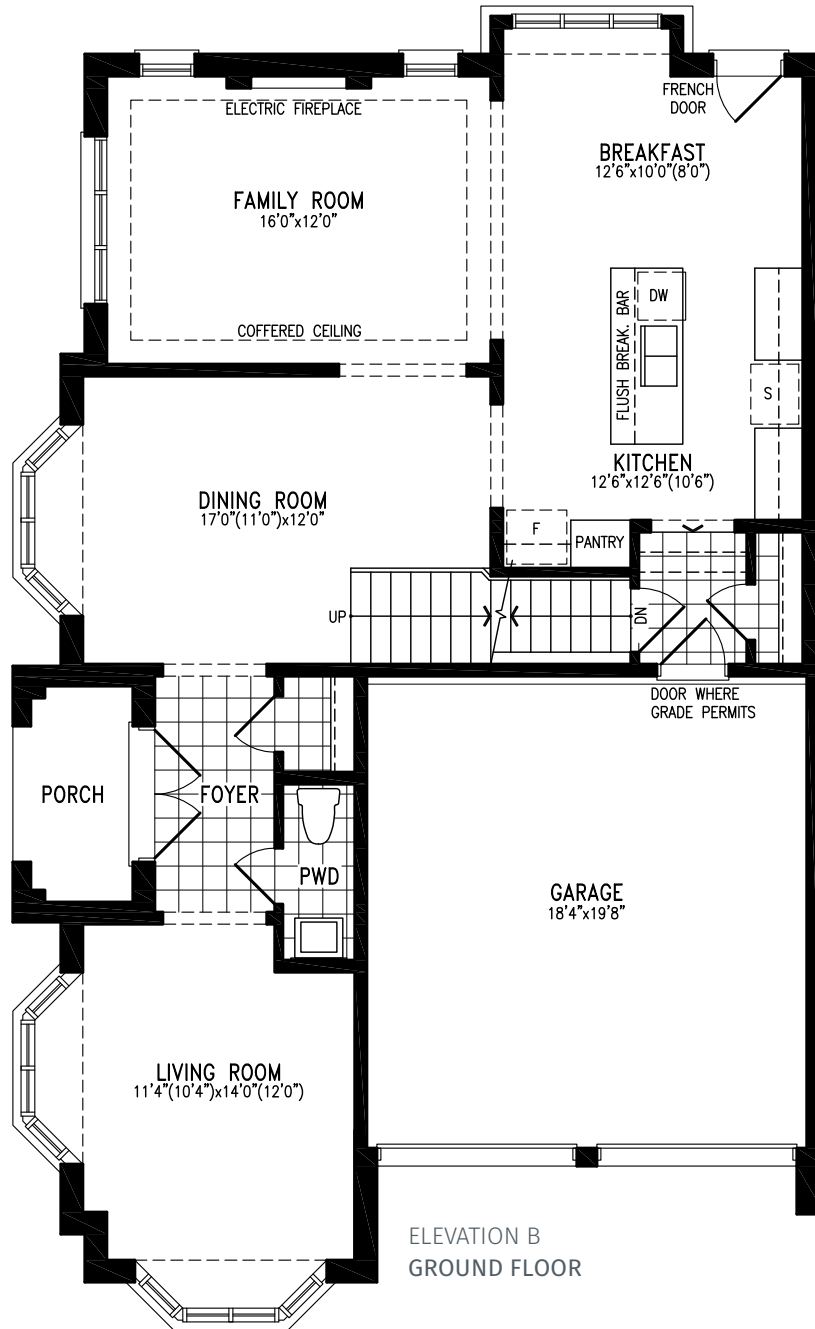 ELECTRIC FIREPLACE
FRENCH
DOOR
BREAKFAST
12'6"x10'0"(8'0")
FAMILY ROOM
16'0"x12'0"
COFFERED CEILING
DW
FLUSH BREAK. BAR
S
KITCHEN
12'6"x12'6"(10'6")
DINING ROOM
17'0"(11'0")x12'0"
F
PANTRY
UP
DN
DOOR WHERE
GRADE PERMITS
PORCH
FOYER
PWD
GARAGE
18'4"x19'8"
LIVING ROOM
11'4"(10'4")x14'0"(12'0")
ELEVATION B
GROUND FLOOR